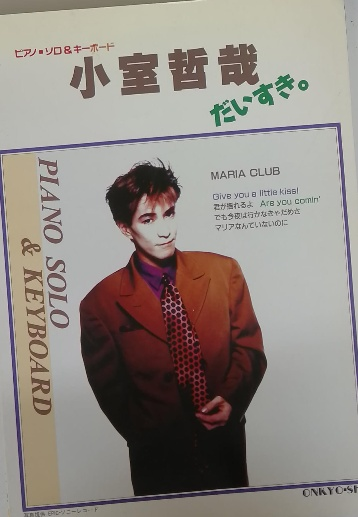 ピアノ・ソロ&キーボード
小室哲哉
だいすき。
PIANO SOLO
& KEYBOARD
MARIA CLUB
Give you a little kiss!
君が揺れるよ Are you comin'
でも今夜は行かなきゃだめさ
マリアなんていないのに
ONKYO・SH